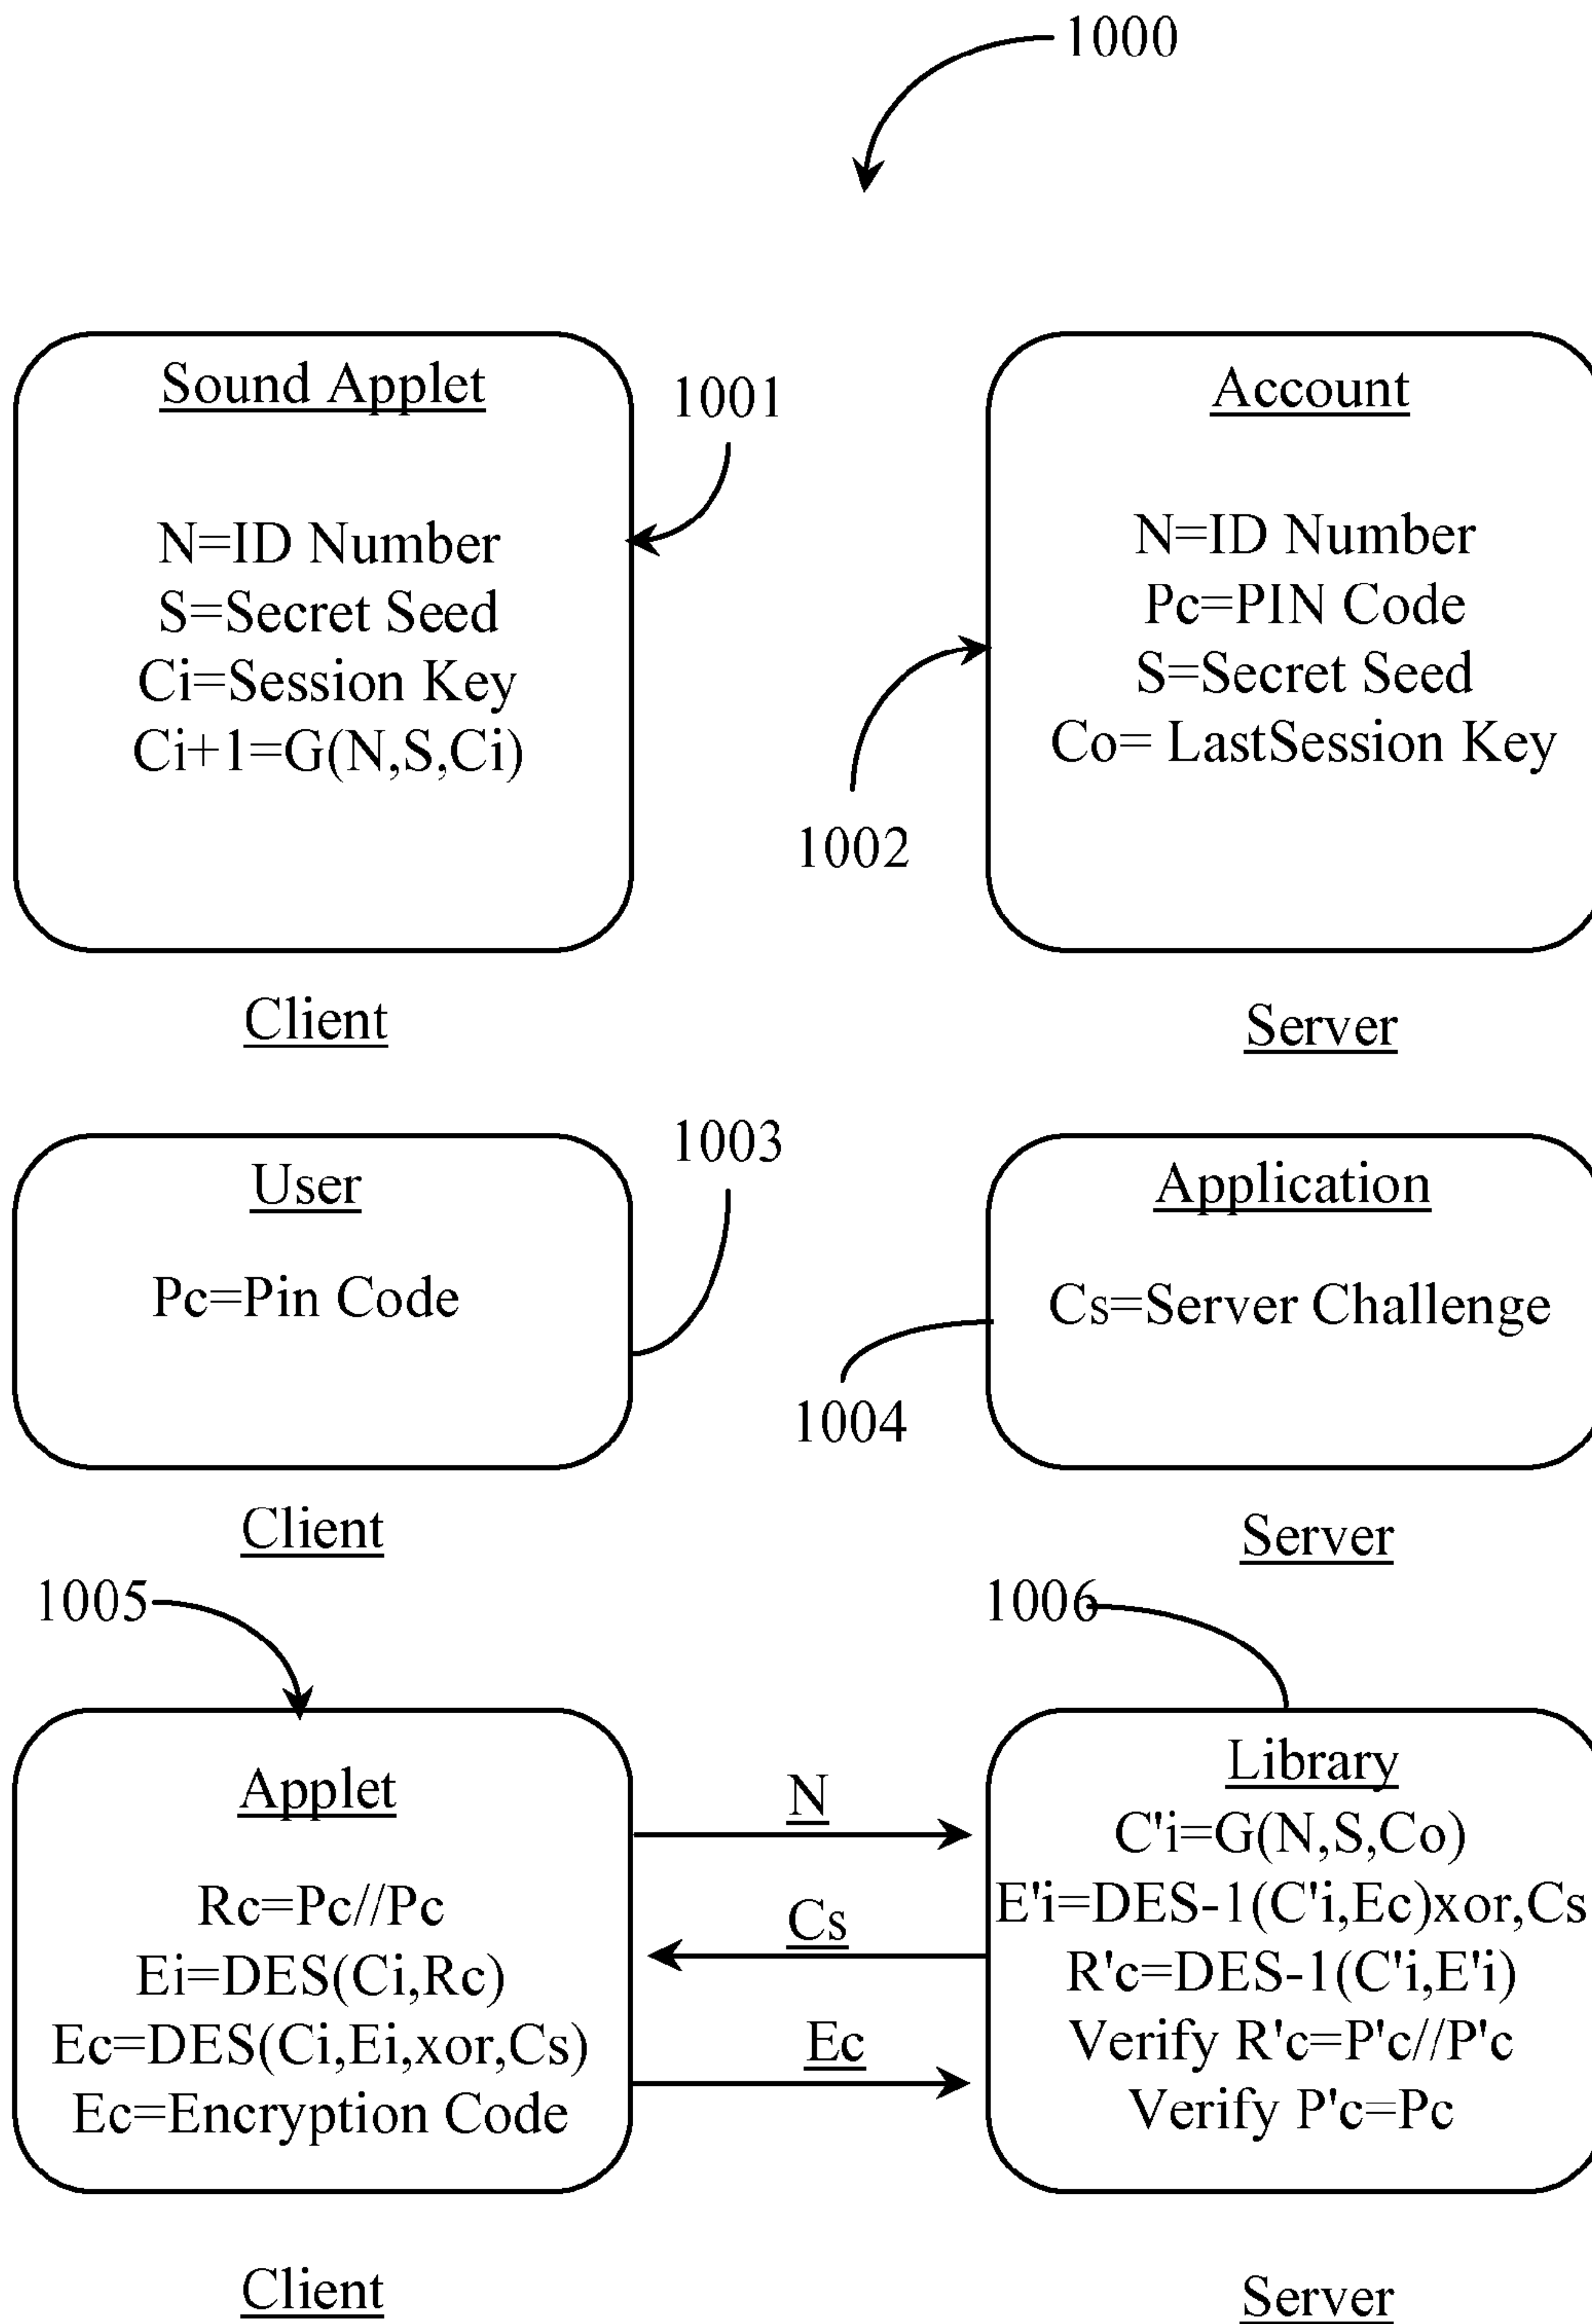 1000
Sound Applet
N=ID Number
S=Secret Seed
Ci=Session Key
Ci+1=G(N,S,Ci)
1001
Account
N=ID Number
Pc=PIN Code
S=Secret Seed
Co= LastSession Key
1002
Client
Server
User
Pc=Pin Code
1003
Application
Cs=Server Challenge
1004
Client
Server
1005
1006
Applet
Rc=Pc//Pc
Ei=DES(Ci,Rc)
Ec=DES(Ci,Ei,xor,Cs)
Ec=Encryption Code
N
Cs
Ec
Library
C'i=G(N,S,Co)
E'i=DES-1(C'i,Ec)xor,Cs
R'c=DES-1(C'i,E'i)
Verify R'c=P'c//P'c
Verify P'c=Pc
Client
Server